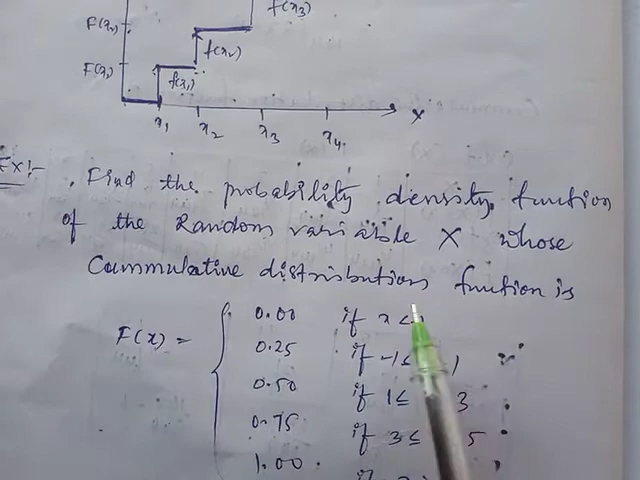 f(x₃)
F(x₂)
f(x₂)
F(x₁)
f(x₁)
x₁ x₂ x₃ x₄ X
Ex:- Find the probability density function
of the Random variable X whose
Cummulative distribution function is
F(x) =
0.00 if x <
0.25 if -1 ≤ 1
0.50 if 1 ≤ 3
0.75 if 3 ≤ 5
1.00 if